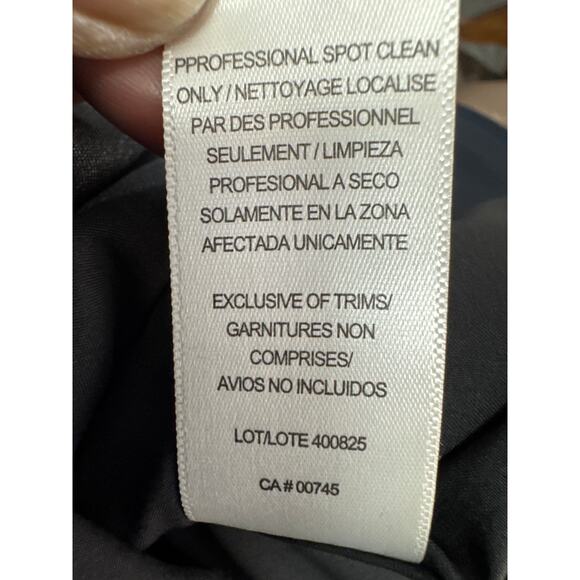 PPROFESSIONAL SPOT CLEAN
ONLY / NETTOYAGE LOCALISE
PAR DES PROFESSIONNEL
SEULEMENT / LIMPIEZA
PROFESIONAL A SECO
SOLAMENTE EN LA ZONA
AFECTADA UNICAMENTE
EXCLUSIVE OF TRIMS/
GARNITURES NON
COMPRISES/
AVIOS NO INCLUIDOS
LOT/LOTE 400825
CA # 00745